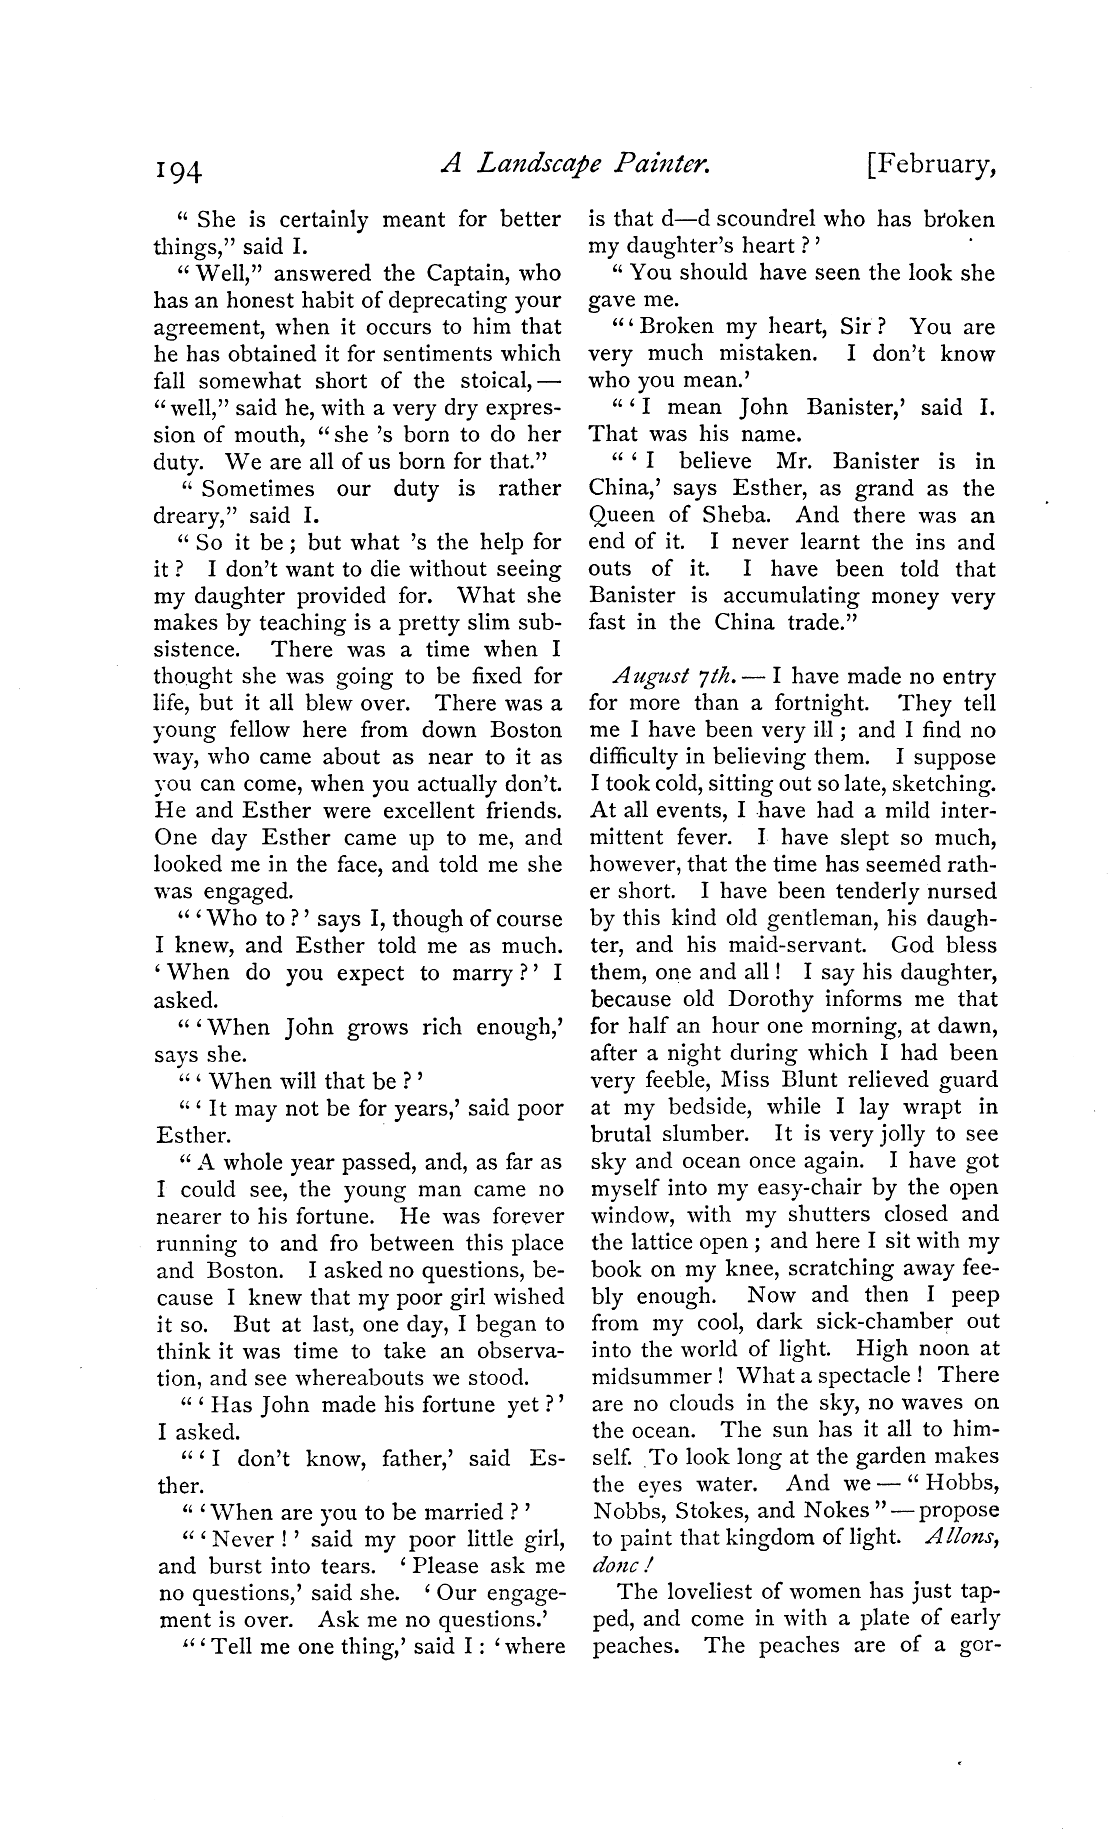 194 A Landscape Painter. [February,
“ She is certainly meant for better
things,” said I.
“ Well,” answered the Captain, who
has an honest habit of deprecating your
agreement, when it occurs to him that
he has obtained it for sentiments which
fall somewhat short of the stoical, —
“ well,” said he, with a very dry expres-
sion of mouth, “ she 's born to do her
duty. We are all of us born for that.”
“ Sometimes our duty is rather
dreary,” said I.
“ So it be ; but what 's the help for
it ? I don't want to die without seeing
my daughter provided for. What she
makes by teaching is a pretty slim sub-
sistence. There was a time when I
thought she was going to be fixed for
life, but it all blew over. There was a
young fellow here from down Boston
way, who came about as near to it as
you can come, when you actually don't.
He and Esther were excellent friends.
One day Esther came up to me, and
looked me in the face, and told me she
was engaged.
“ ‘ Who to ? ’ says I, though of course
I knew, and Esther told me as much.
‘ When do you expect to marry ? ’ I
asked.
“ ‘ When John grows rich enough,’
says she.
“ ‘ When will that be ? ’
“ ‘ It may not be for years,’ said poor
Esther.
“ A whole year passed, and, as far as
I could see, the young man came no
nearer to his fortune. He was forever
running to and fro between this place
and Boston. I asked no questions, be-
cause I knew that my poor girl wished
it so. But at last, one day, I began to
think it was time to take an observa-
tion, and see whereabouts we stood.
“ ‘ Has John made his fortune yet ? ’
I asked.
“ ‘ I don't know, father,’ said Es-
ther.
“ ‘ When are you to be married ? ’
“ ‘ Never ! ’ said my poor little girl,
and burst into tears. ‘ Please ask me
no questions,’ said she. ‘ Our engage-
ment is over. Ask me no questions.’
“ ‘ Tell me one thing,’ said I : ‘ where
is that d—d scoundrel who has broken
my daughter's heart ? ’
“ You should have seen the look she
gave me.
“ ‘ Broken my heart, Sir ? You are
very much mistaken. I don't know
who you mean.’
“ ‘ I mean John Banister,’ said I.
That was his name.
“ ‘ I believe Mr. Banister is in
China,’ says Esther, as grand as the
Queen of Sheba. And there was an
end of it. I never learnt the ins and
outs of it. I have been told that
Banister is accumulating money very
fast in the China trade.”
August 7th. — I have made no entry
for more than a fortnight. They tell
me I have been very ill ; and I find no
difficulty in believing them. I suppose
I took cold, sitting out so late, sketching.
At all events, I have had a mild inter-
mittent fever. I have slept so much,
however, that the time has seemed rath-
er short. I have been tenderly nursed
by this kind old gentleman, his daugh-
ter, and his maid-servant. God bless
them, one and all ! I say his daughter,
because old Dorothy informs me that
for half an hour one morning, at dawn,
after a night during which I had been
very feeble, Miss Blunt relieved guard
at my bedside, while I lay wrapt in
brutal slumber. It is very jolly to see
sky and ocean once again. I have got
myself into my easy-chair by the open
window, with my shutters closed and
the lattice open ; and here I sit with my
book on my knee, scratching away fee-
bly enough. Now and then I peep
from my cool, dark sick-chamber out
into the world of light. High noon at
midsummer ! What a spectacle ! There
are no clouds in the sky, no waves on
the ocean. The sun has it all to him-
self. To look long at the garden makes
the eyes water. And we — “ Hobbs,
Nobbs, Stokes, and Nokes ” — propose
to paint that kingdom of light. Allons,
donc !
The loveliest of women has just tap-
ped, and come in with a plate of early
peaches. The peaches are of a gor-